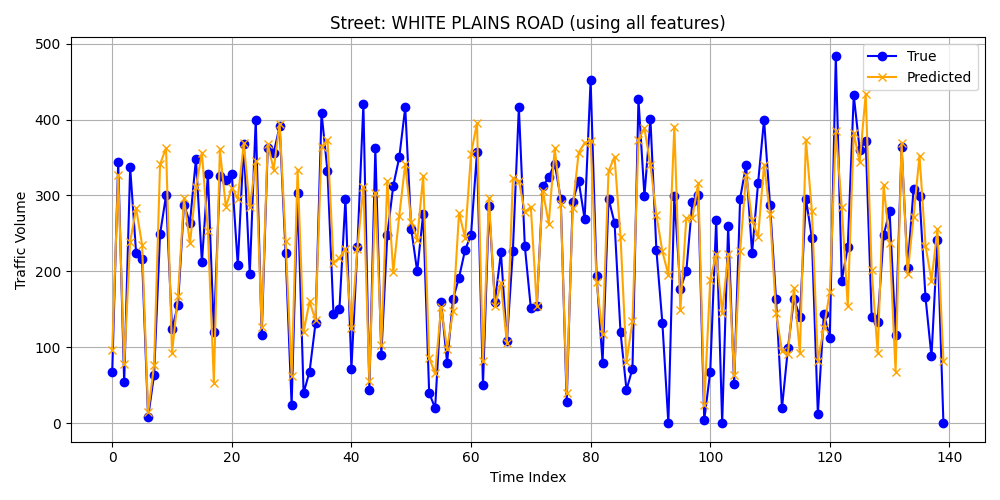 Street: WHITE PLAINS ROAD (using all features)
True
Predicted
Traffic Volume
500
400
300
200
100
0
0 20 40 60 80 100 120 140
Time Index